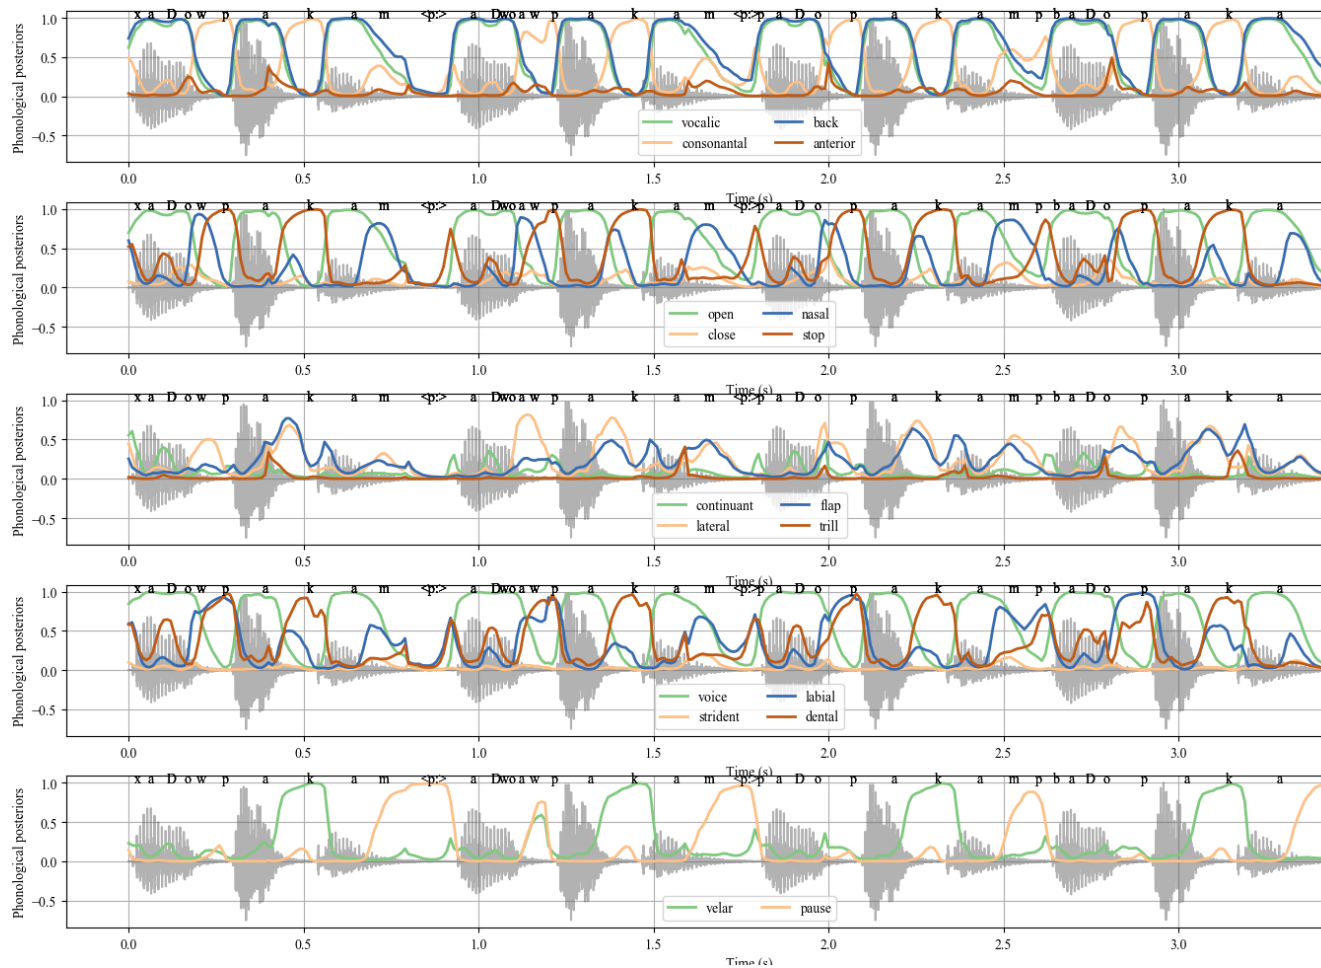 x a D o w p a k a m <p:> a D w o a w p a k a m <p:> p a D o p a k a m p b a D o p a k a
Phonological posteriors
1.0
0.5
0.0
−0.5
vocalic back
consonantal anterior
0.0 0.5 1.0 1.5 2.0 2.5 3.0
Time (s)
x a D o w p a k a m <p:> a D w o a w p a k a m <p:> p a D o p a k a m p b a D o p a k a
Phonological posteriors
1.0
0.5
0.0
−0.5
open nasal
close stop
0.0 0.5 1.0 1.5 2.0 2.5 3.0
Time (s)
x a D o w p a k a m <p:> a D w o a w p a k a m <p:> p a D o p a k a m p b a D o p a k a
Phonological posteriors
1.0
0.5
0.0
−0.5
continuant flap
lateral trill
0.0 0.5 1.0 1.5 2.0 2.5 3.0
Time (s)
x a D o w p a k a m <p:> a D w o a w p a k a m <p:> p a D o p a k a m p b a D o p a k a
Phonological posteriors
1.0
0.5
0.0
−0.5
voice labial
strident dental
0.0 0.5 1.0 1.5 2.0 2.5 3.0
Time (s)
x a D o w p a k a m <p:> a D w o a w p a k a m <p:> p a D o p a k a m p b a D o p a k a
Phonological posteriors
1.0
0.5
0.0
−0.5
velar pause
0.0 0.5 1.0 1.5 2.0 2.5 3.0
Time (s)